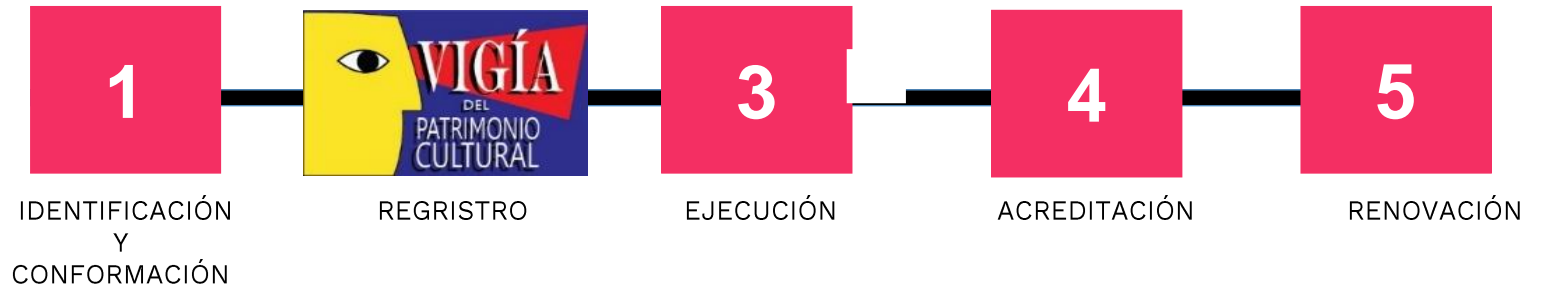 1
VIGÍA
DEL
PATRIMONIO
CULTURAL
3
4
5
IDENTIFICACIÓN
Y
CONFORMACIÓN
REGRISTRO
EJECUCIÓN
ACREDITACIÓN
RENOVACIÓN